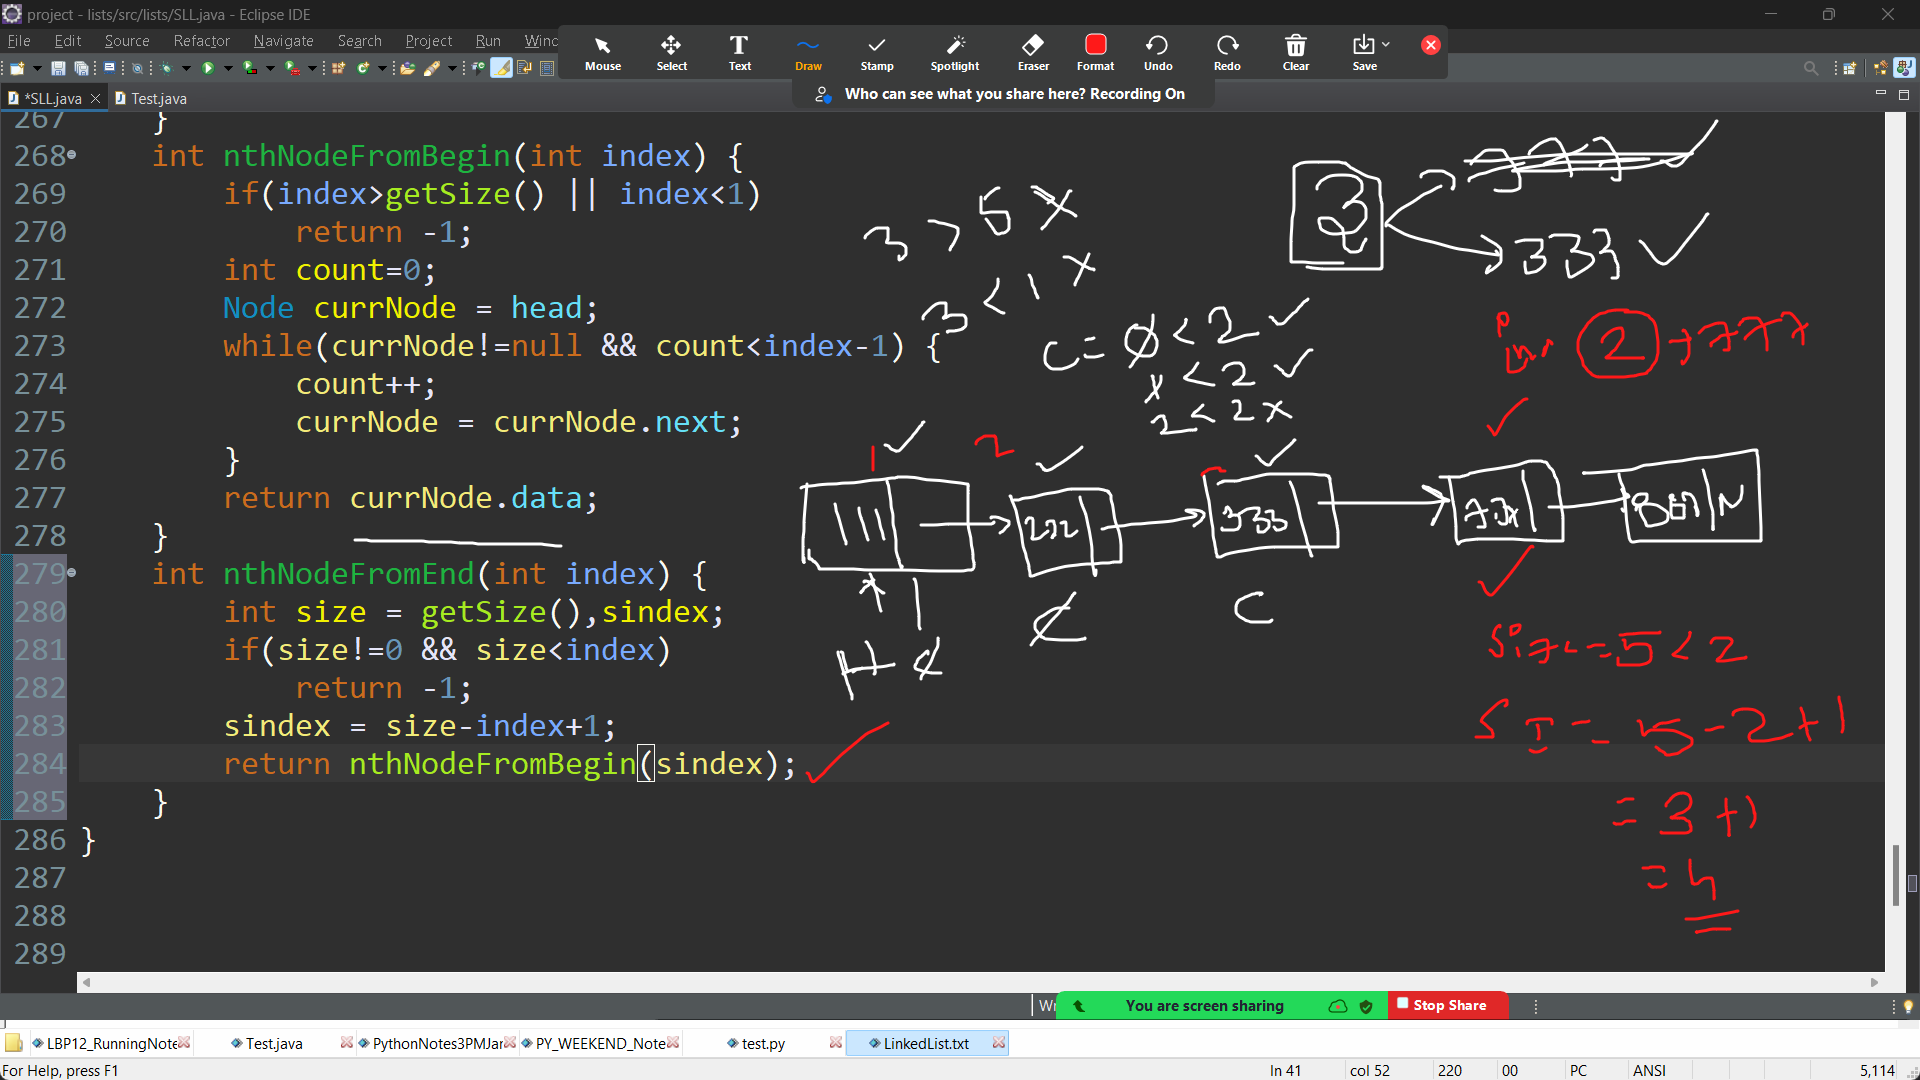 project - lists/src/lists/SLL.java - Eclipse IDE
File Edit Source Refactor Navigate Search Project Run Wind
Mouse Select Text Draw Stamp Spotlight Eraser Format Undo Redo Clear Save
Who can see what you share here? Recording On
*SLL.java Test.java
267 }
268 int nthNodeFromBegin(int index) {
269 if(index>getSize() || index<1)
270 return -1;
271 int count=0;
272 Node currNode = head;
273 while(currNode!=null && count<index-1) {
274 count++;
275 currNode = currNode.next;
276 }
277 return currNode.data;
278 }
279 int nthNodeFromEnd(int index) {
280 int size = getSize(),sindex;
281 if(size!=0 && size<index)
282 return -1;
283 sindex = size-index+1;
284 return nthNodeFromBegin(sindex);
285 }
286 }
287
288
289
3 > 5 x
3 < 1 x
3
333 ✓
c = 0 < 2 ✓
< 2 ✓
2 < 2 x
2 → 777
1 ✓ 2 ✓ ✓
111 222 333 777 888 N
H C C C
Size = 5 < 2
SI = 5 - 2 + 1
= 3 + 1
= 4
You are screen sharing Stop Share
LBP12_RunningNote Test.java PythonNotes3PMJar PY_WEEKEND_Note test.py LinkedList.txt
For Help, press F1 ln 41 col 52 220 00 PC ANSI 5,114